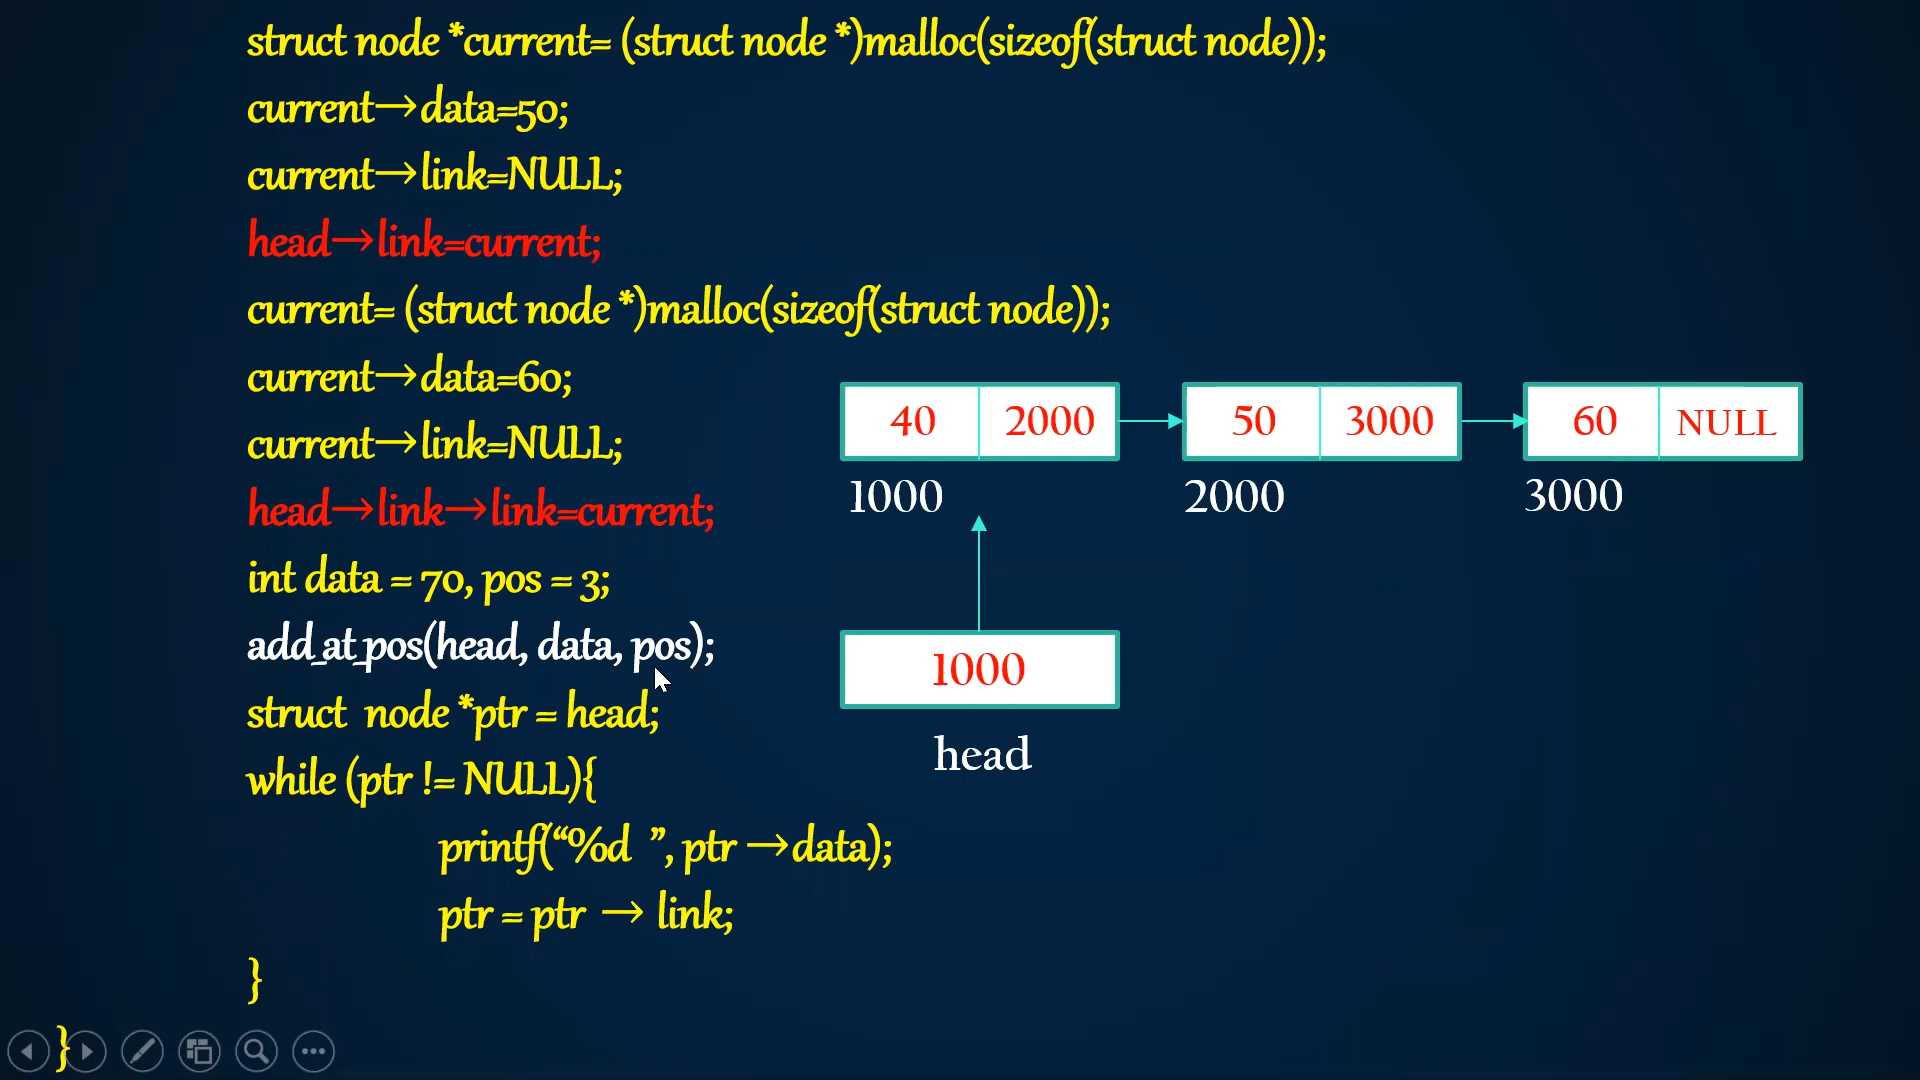 struct node *current= (struct node *)malloc(sizeof(struct node));
current→data=50;
current→link=NULL;
head→link=current;
current= (struct node *)malloc(sizeof(struct node));
current→data=60;
current→link=NULL;
head→link→link=current;
int data = 70, pos = 3;
add_at_pos(head, data, pos);
struct  node *ptr = head;
while (ptr != NULL){
printf(“%d  ”, ptr →data);
ptr = ptr → link;
}
}
40 2000 50 3000 60 NULL
1000 2000 3000
1000
head